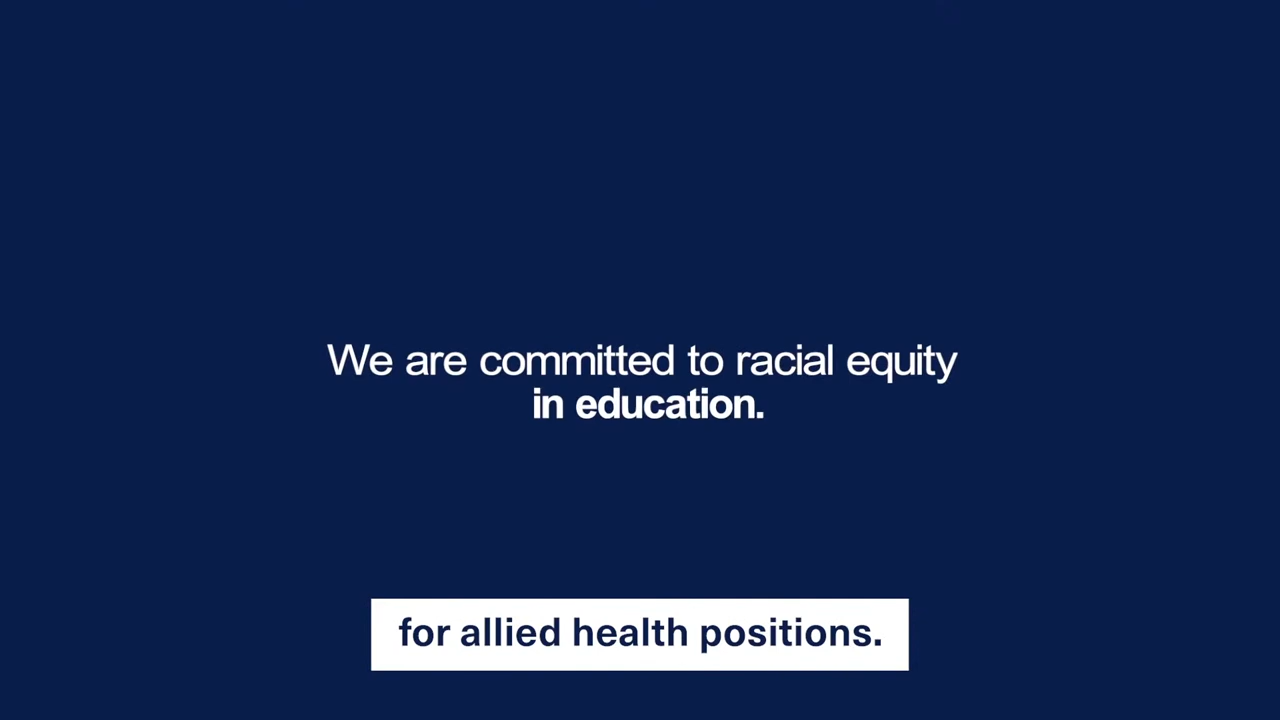 We are committed to racial equity
in education.
for allied health positions.